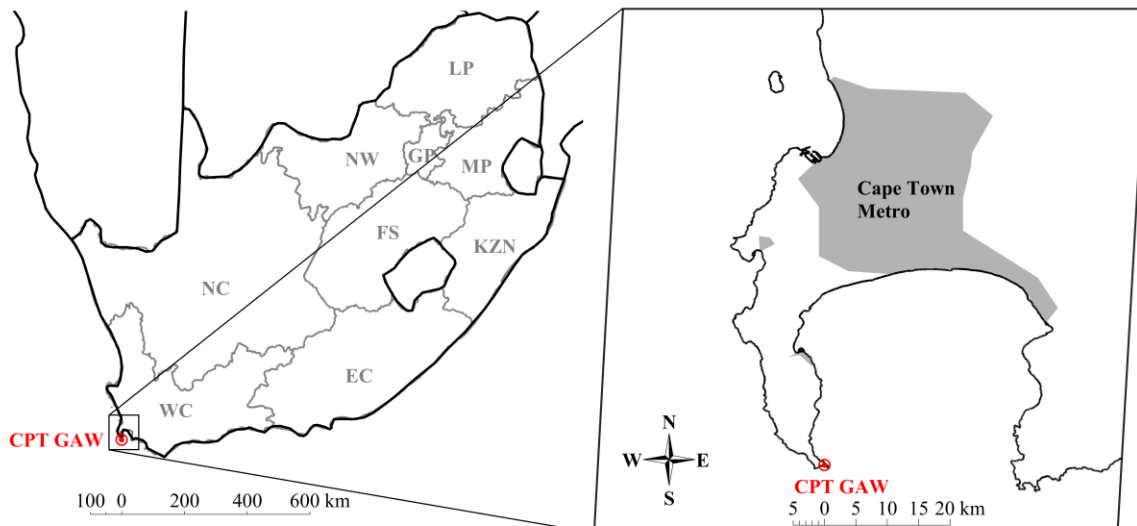 LP
NW
GP
MP
FS
KZN
NC
EC
WC
CPT GAW
100 0 200 400 600 km
Cape Town
Metro
N
W E
S
CPT GAW
5 0 5 10 15 20 km